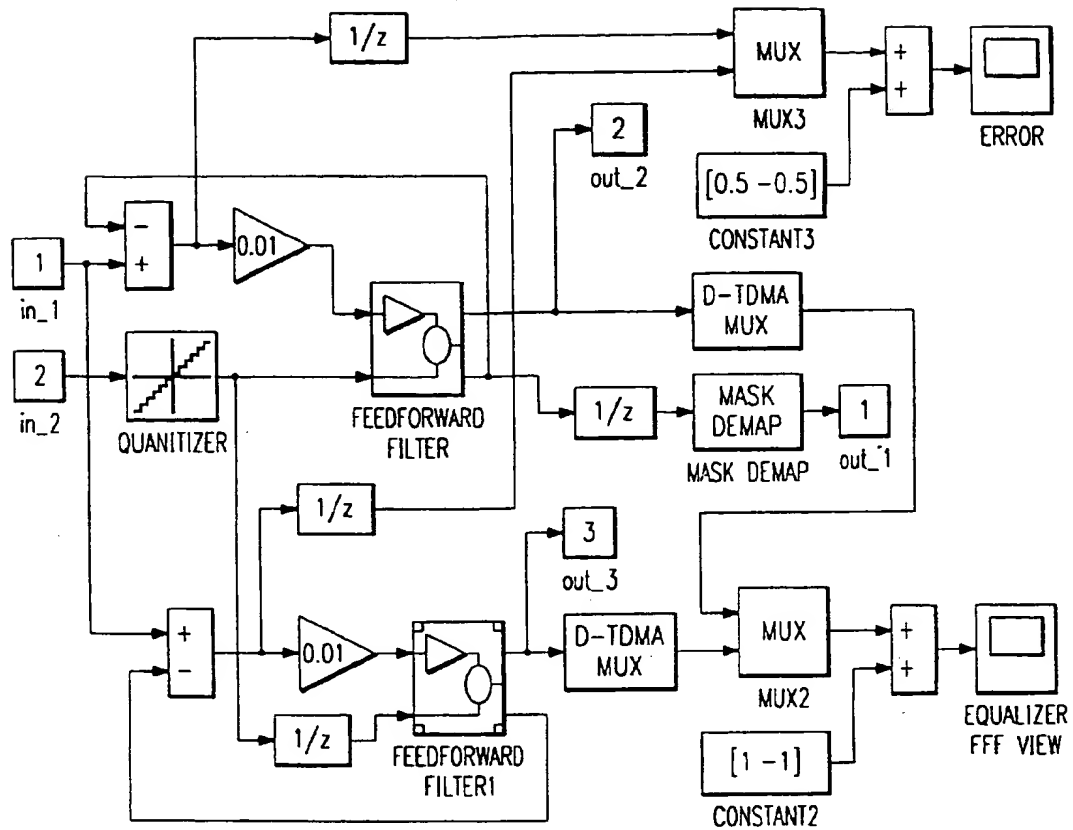 1/z
MUX
+
+
MUX3
ERROR
2
out_2
[0.5 -0.5]
CONSTANT3
-
+
0.01
1
in_1
D-TDMA
MUX
2
in_2
QUANITIZER
FEEDFORWARD
FILTER
1/z
MASK
DEMAP
MASK DEMAP
1
out_1
1/z
3
out_3
+
-
0.01
D-TDMA
MUX
MUX
MUX2
+
+
EQUALIZER
FFF VIEW
1/z
FEEDFORWARD
FILTER1
[1 -1]
CONSTANT2